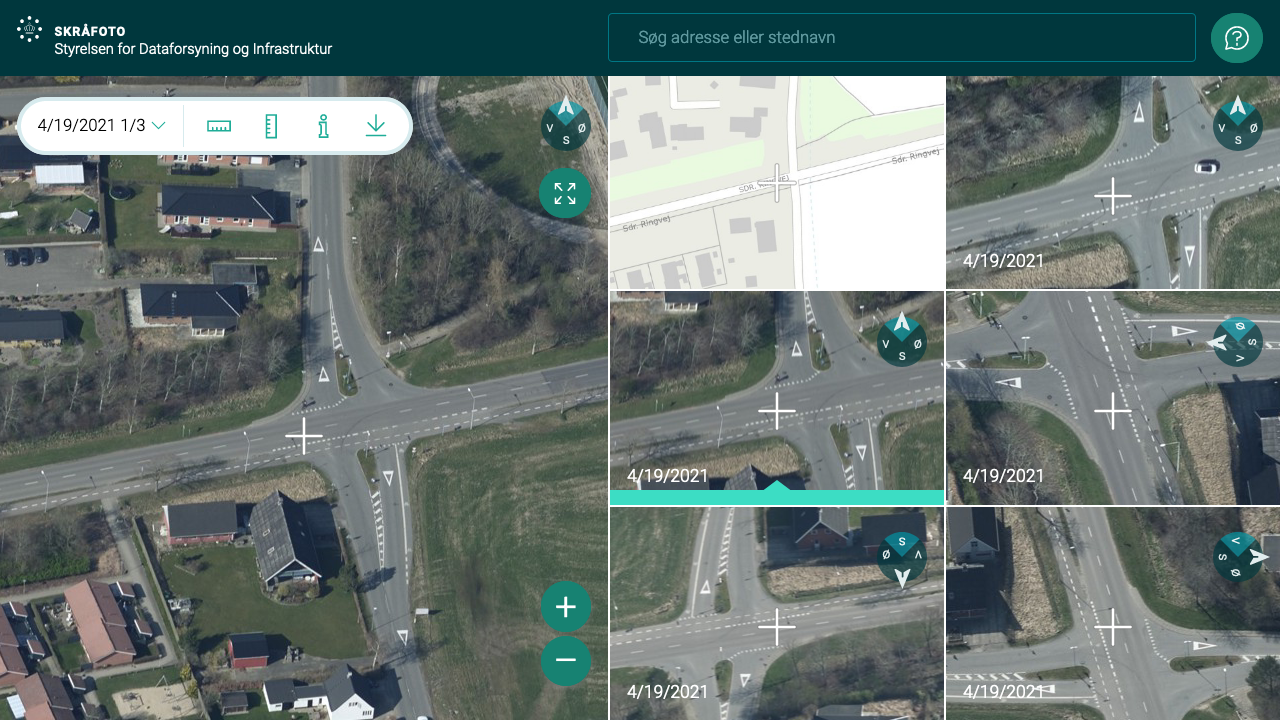 SKRÅFOTO
Styrelsen for Dataforsyning og Infrastruktur
Søg adresse eller stednavn
4/19/2021 1/3
V Ø
S
Sdr. Ringvej
SDR. RINGVEJ
Sdr. Ringvej
V Ø
S
4/19/2021
V Ø
S
4/19/2021
Ø
S
V
4/19/2021
S
Ø V
4/19/2021
V
S
Ø
4/19/2021